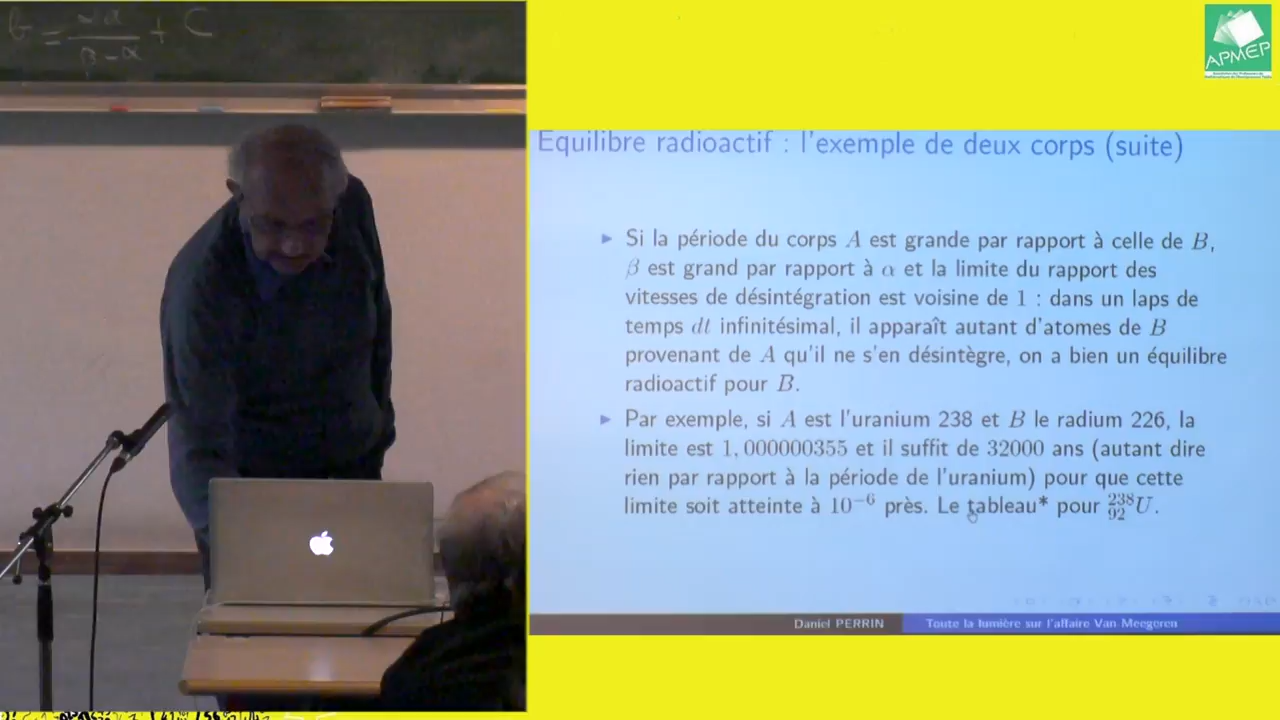 APMEP
Equilibre radioactif : l'exemple de deux corps (suite)
▶ Si la période du corps A est grande par rapport à celle de B,
β est grand par rapport à α et la limite du rapport des
vitesses de désintégration est voisine de 1 : dans un laps de
temps dt infinitésimal, il apparaît autant d'atomes de B
provenant de A qu'il ne s'en désintègre, on a bien un équilibre
radioactif pour B.
▶ Par exemple, si A est l'uranium 238 et B le radium 226, la
limite est 1, 000000355 et il suffit de 32000 ans (autant dire
rien par rapport à la période de l'uranium) pour que cette
limite soit atteinte à 10⁻⁶ près. Le tableau* pour ²³⁸₉₂U.
Daniel PERRIN
Toute la lumière sur l'affaire Van Meegeren